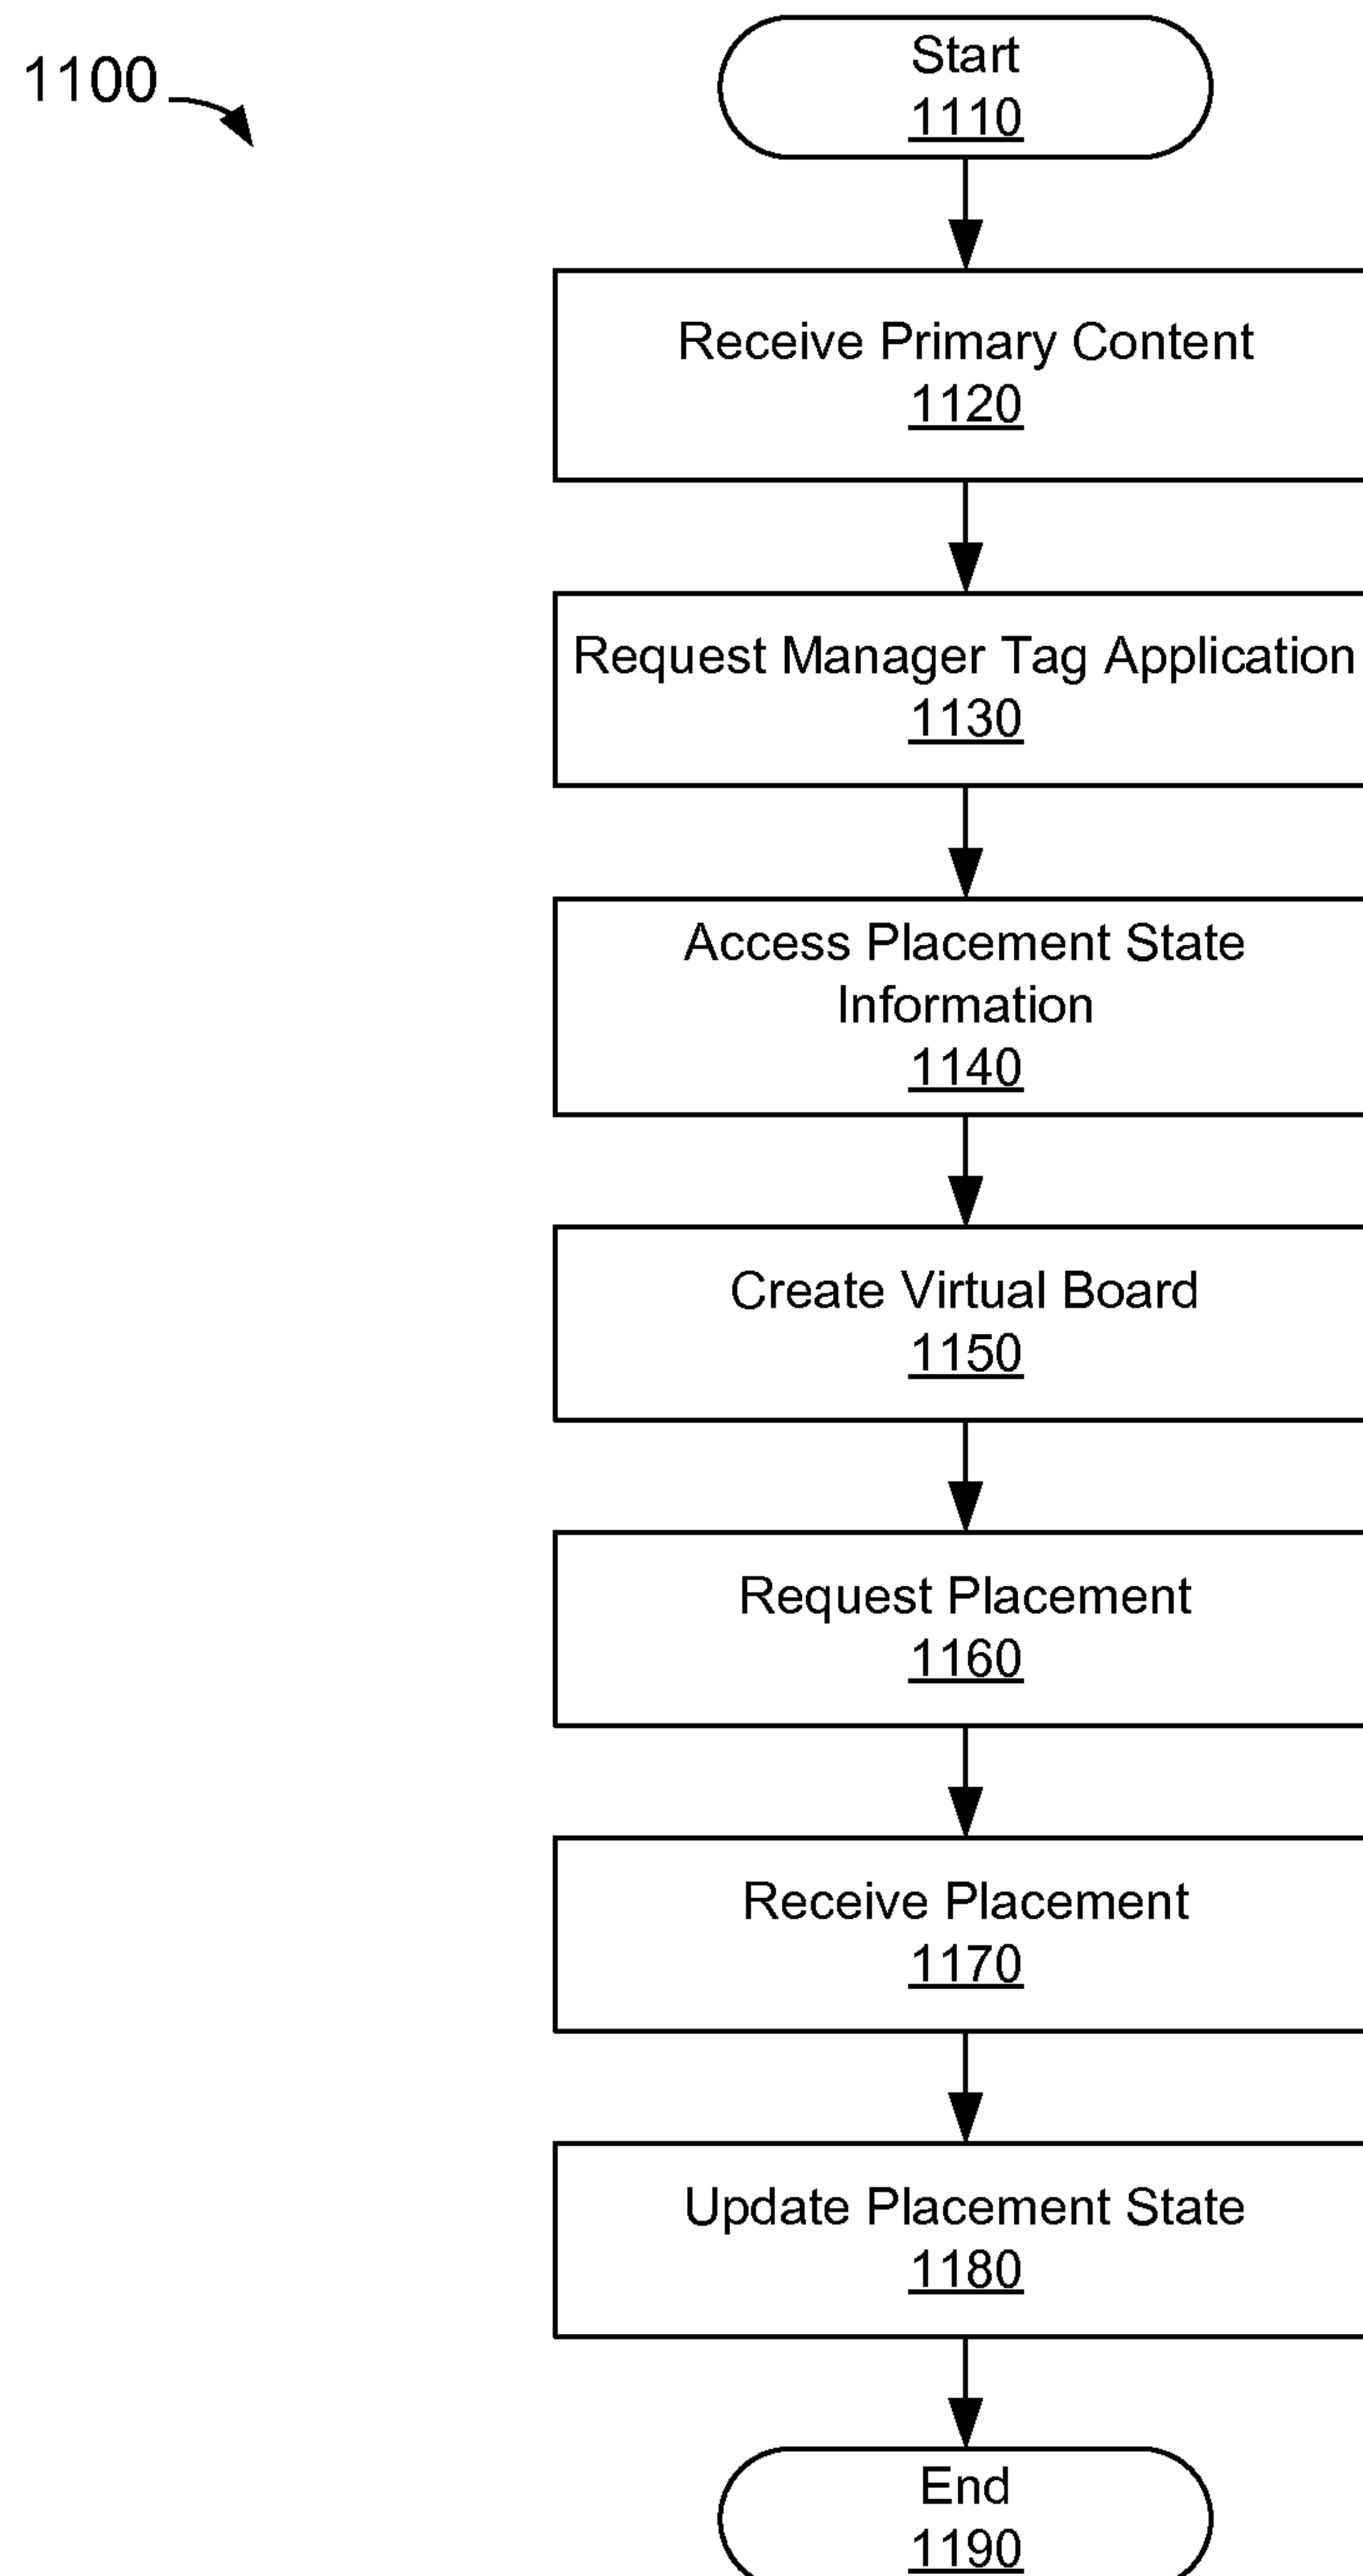 1100
Start
1110
Receive Primary Content
1120
Request Manager Tag Application
1130
Access Placement State
Information
1140
Create Virtual Board
1150
Request Placement
1160
Receive Placement
1170
Update Placement State
1180
End
1190